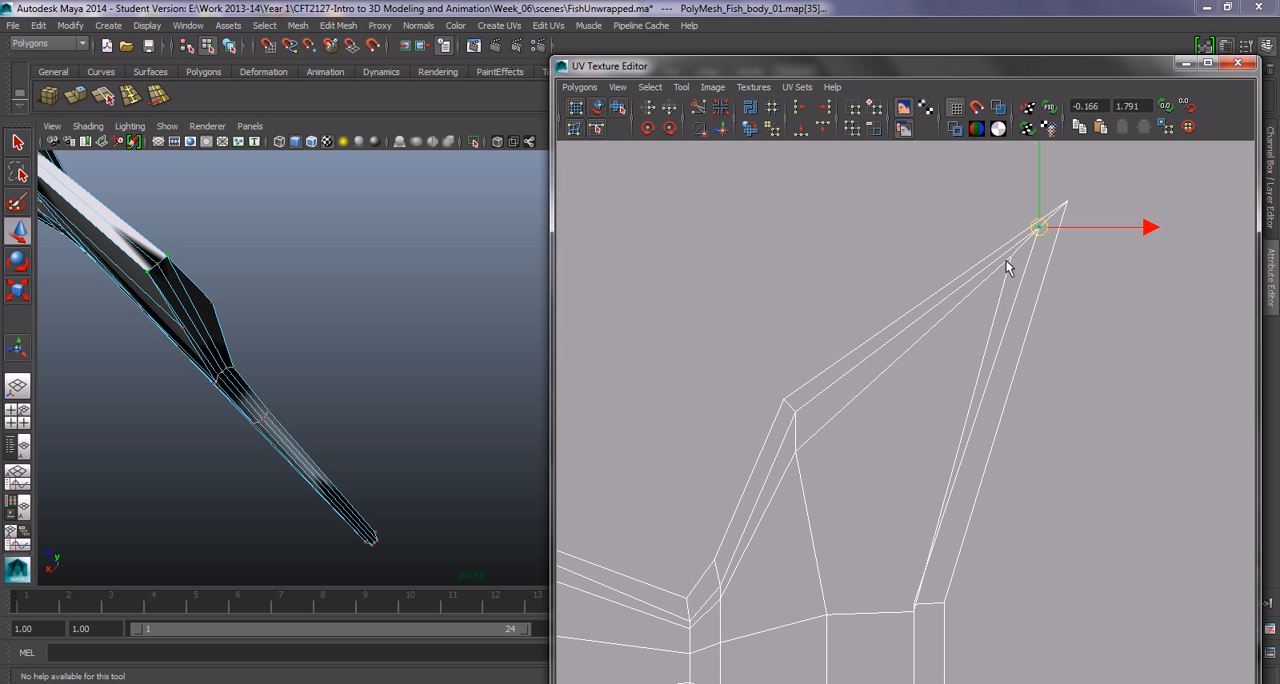 Autodesk Maya 2014 - Student Version: E:\Work 2013-14\Year 1\CFT2127-Intro to 3D Modeling and Animation\Week_06\scenes\FishUnwrapped.ma* --- PolyMesh_Fish_body_01.map[35]...
File Edit Modify Create Display Window Assets Select Mesh Edit Mesh Proxy Normals Color Create UVs Edit UVs Muscle Pipeline Cache Help
Polygons
General Curves Surfaces Polygons Deformation Animation Dynamics Rendering PaintEffects
View Shading Lighting Show Renderer Panels
UV Texture Editor
Polygons View Select Tool Image Textures UV Sets Help
-0.166 1.791
Channel Box / Layer Editor
Attribute Editor
y
x
persp
1 2 3 4 5 6 7 8 9 10 11 12 13
1.00 1.00 1 24
MEL
No help available for this tool